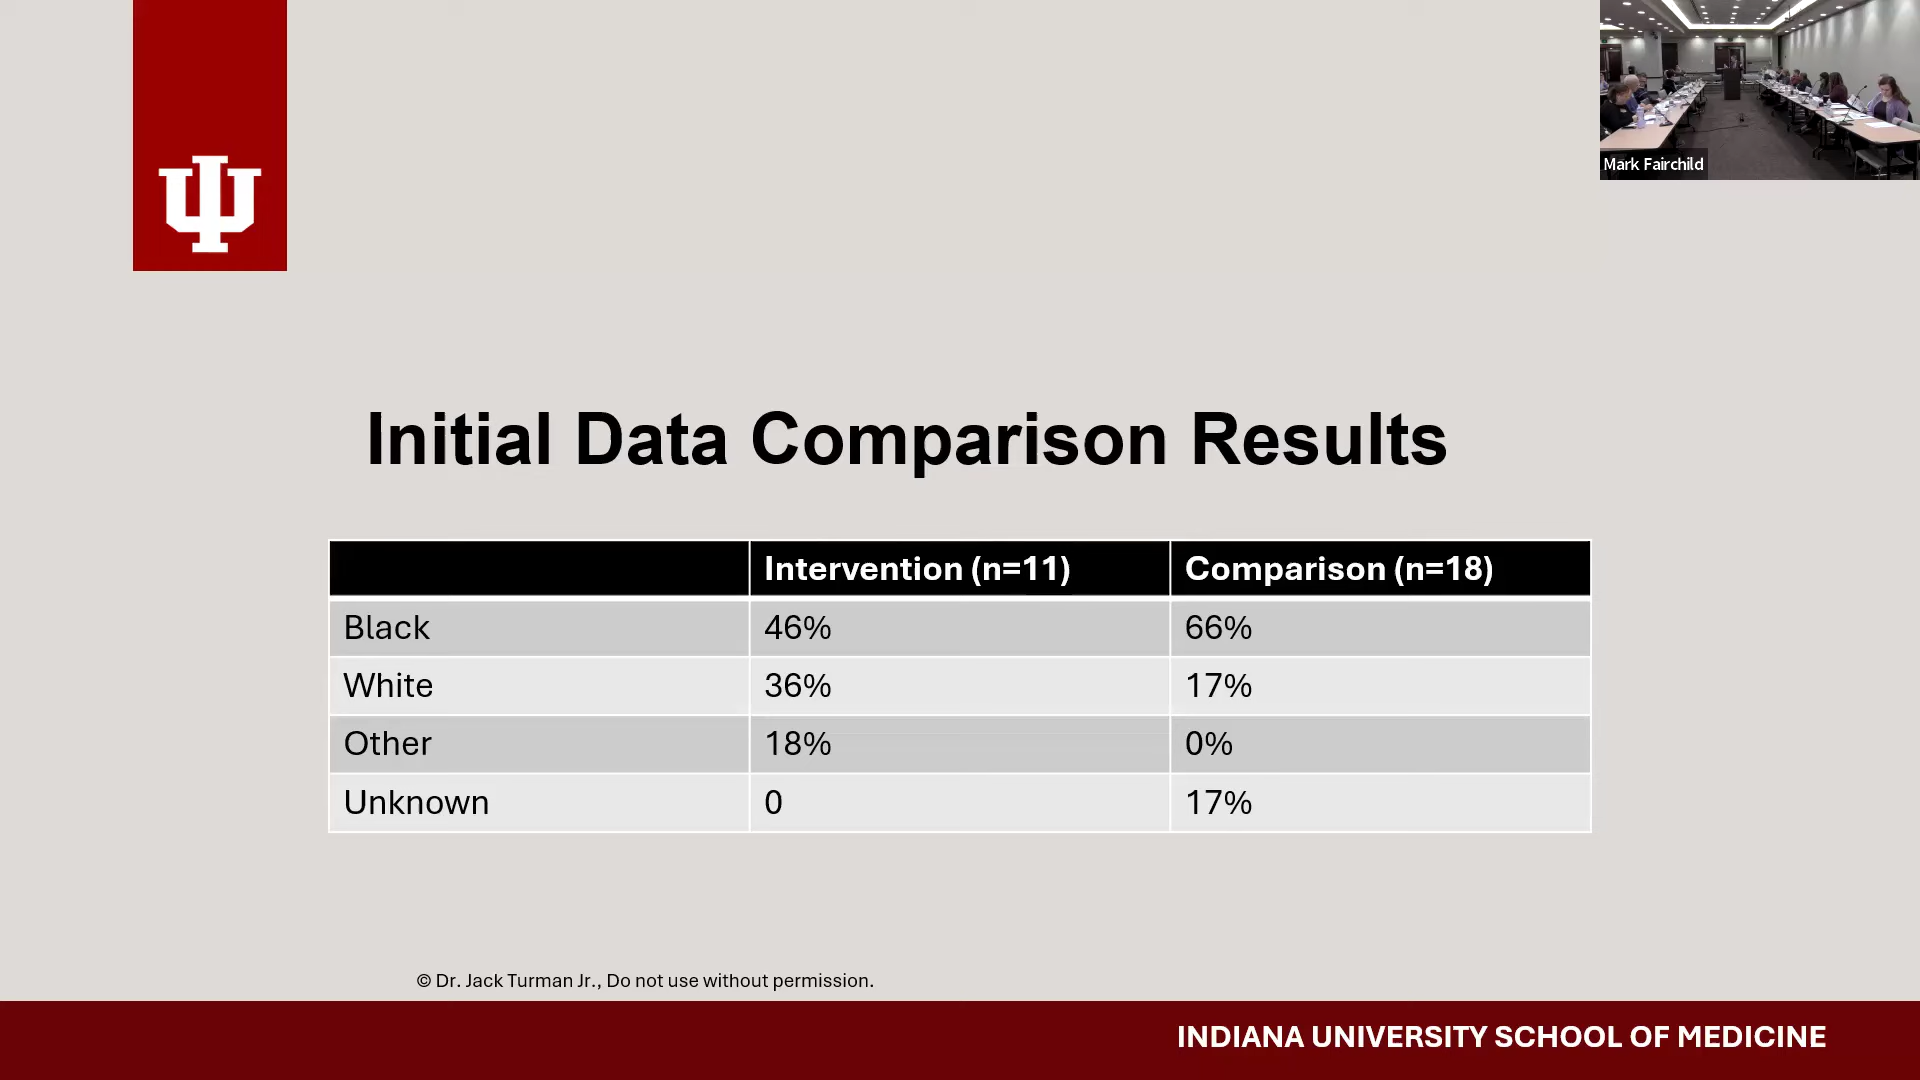 Mark Fairchild
Initial Data Comparison Results
Intervention (n=11) Comparison (n=18)
Black 46% 66%
White 36% 17%
Other 18% 0%
Unknown 0 17%
© Dr. Jack Turman Jr., Do not use without permission.
INDIANA UNIVERSITY SCHOOL OF MEDICINE